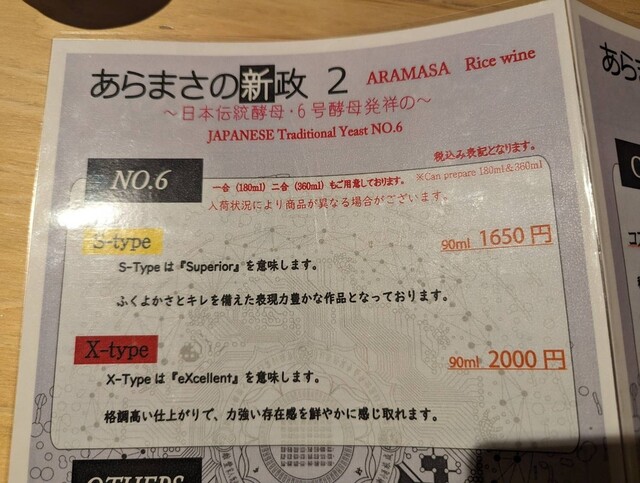 あらまさの新政 2 ARAMASA Rice wine
～日本伝統酵母・6号酵母発祥の～
JAPANESE Traditional Yeast NO.6
税込み表記となります。
NO.6
一合（180ml）二合（360ml）もご用意しております。 ※Can prepare 180ml&360ml
入荷状況により商品が異なる場合がございます。
S-type
90ml 1650 円
S-Type は『Superior』を意味します。
ふくよかさとキレを備えた表現力豊かな作品となっております。
X-type
90ml 2000 円
X-Type は『eXcellent』を意味します。
格調高い仕上がりで、力強い存在感を鮮やかに感じ取れます。
OTHERS
あらま